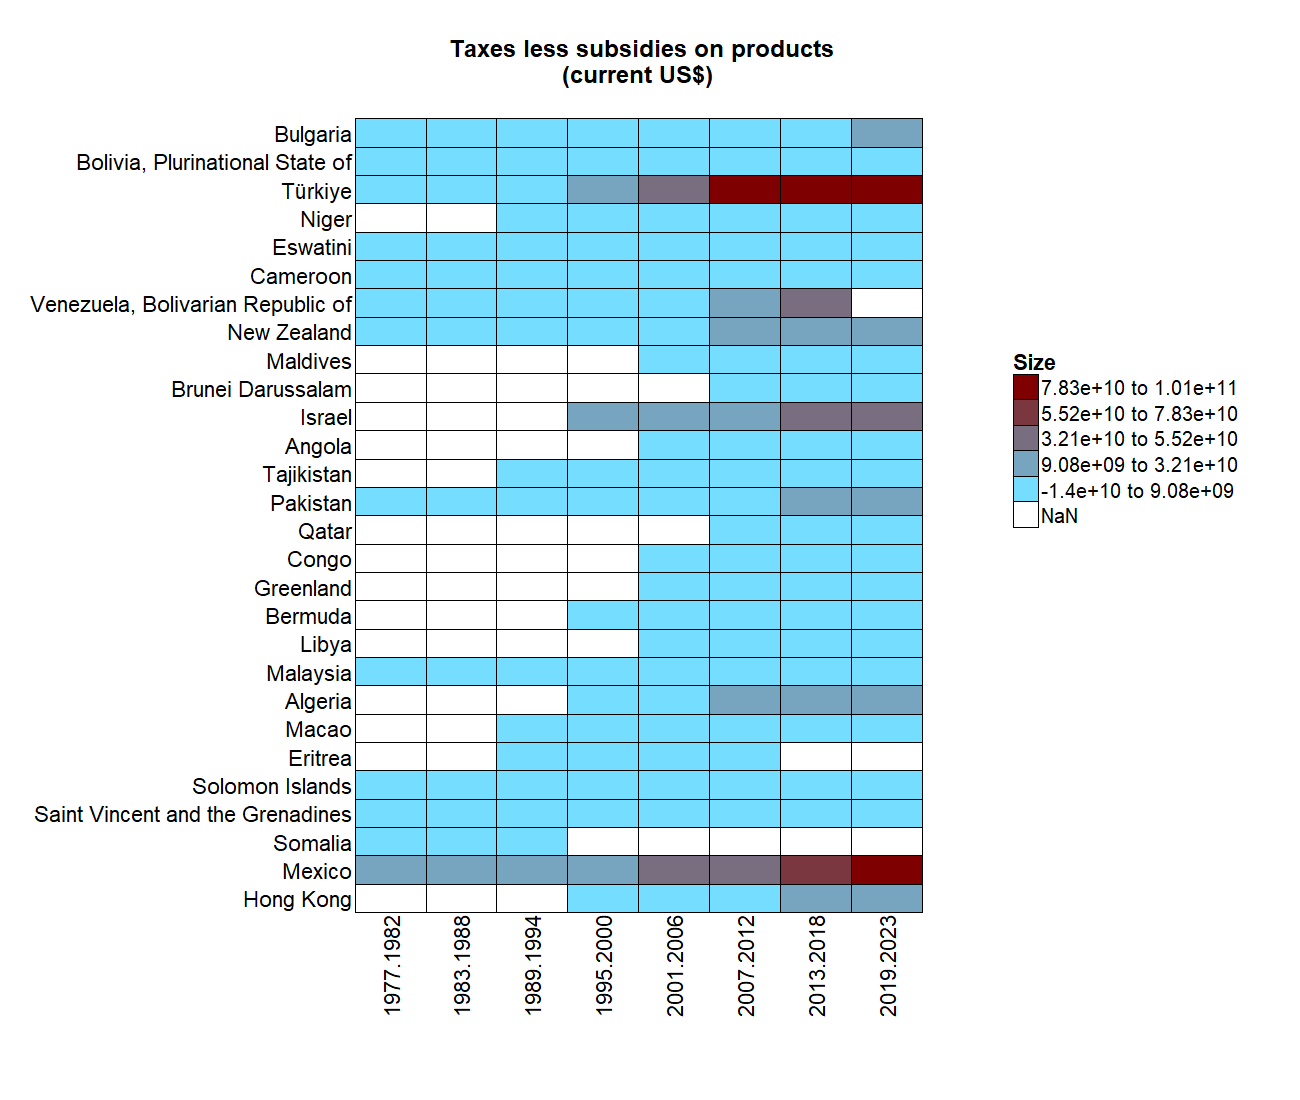 Taxes less subsidies on products
(current US$)
Bulgaria
Bolivia, Plurinational State of
Türkiye
Niger
Eswatini
Cameroon
Venezuela, Bolivarian Republic of
New Zealand
Maldives
Brunei Darussalam
Israel
Angola
Tajikistan
Pakistan
Qatar
Congo
Greenland
Bermuda
Libya
Malaysia
Algeria
Macao
Eritrea
Solomon Islands
Saint Vincent and the Grenadines
Somalia
Mexico
Hong Kong
1977.1982
1983.1988
1989.1994
1995.2000
2001.2006
2007.2012
2013.2018
2019.2023
Size
7.83e+10 to 1.01e+11
5.52e+10 to 7.83e+10
3.21e+10 to 5.52e+10
9.08e+09 to 3.21e+10
-1.4e+10 to 9.08e+09
NaN